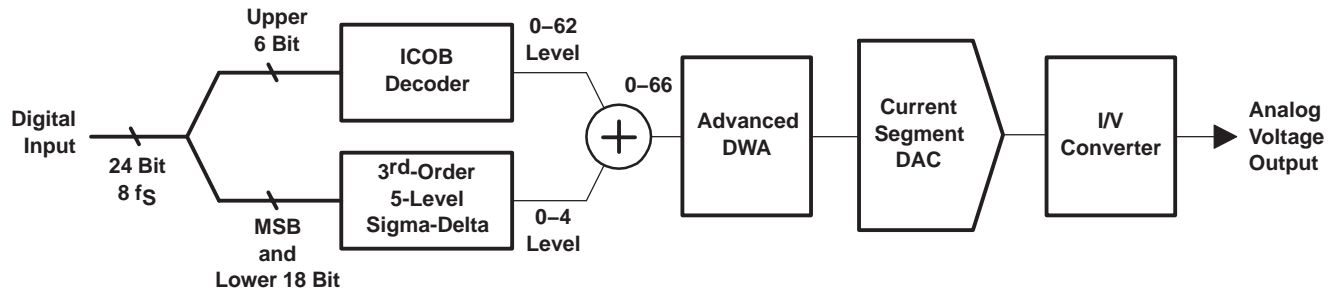 Digital
Input
24 Bit
8 fS
Upper
6 Bit
ICOB
Decoder
0–62
Level
MSB
and
Lower 18 Bit
3rd-Order
5-Level
Sigma-Delta
0–4
Level
0–66
+
Advanced
DWA
Current
Segment
DAC
I/V
Converter
Analog
Voltage
Output